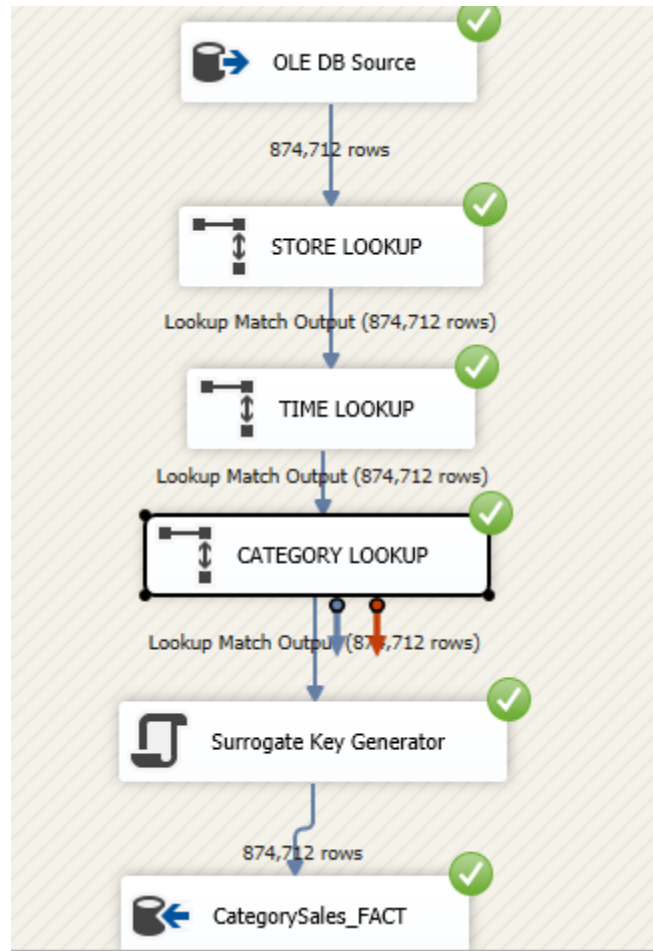 OLE DB Source
874,712 rows
STORE LOOKUP
Lookup Match Output (874,712 rows)
TIME LOOKUP
Lookup Match Output (874,712 rows)
CATEGORY LOOKUP
Lookup Match Output (874,712 rows)
Surrogate Key Generator
874,712 rows
CategorySales_FACT